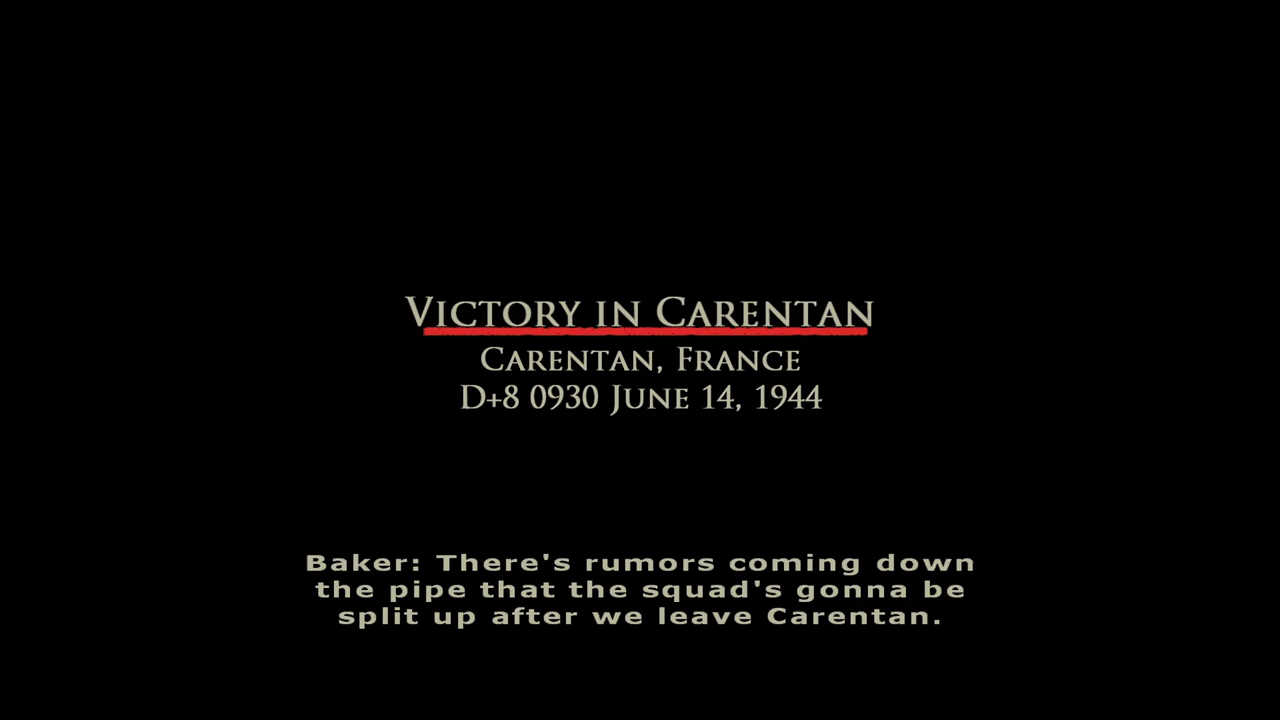 Victory in Carentan
Carentan, France
D+8 0930 June 14, 1944
Baker: There's rumors coming down
the pipe that the squad's gonna be
split up after we leave Carentan.